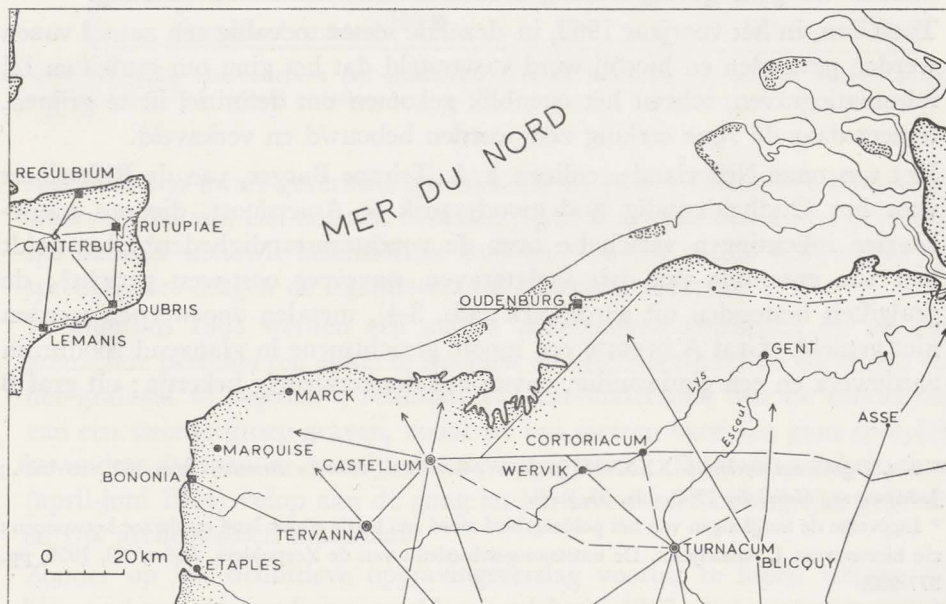 MER DU NORD
REGULBIUM
RUTUPIAE
CANTERBURY
DUBRIS
LEMANIS
OUDENBURG
GENT
Lys
Escaut
ASSE
MARCK
MARQUISE
CASTELLUM
CORTORIACUM
WERVIK
BONONIA
TERVANNA
TURNACUM
BLICQUY
0 20 km
ETAPLES